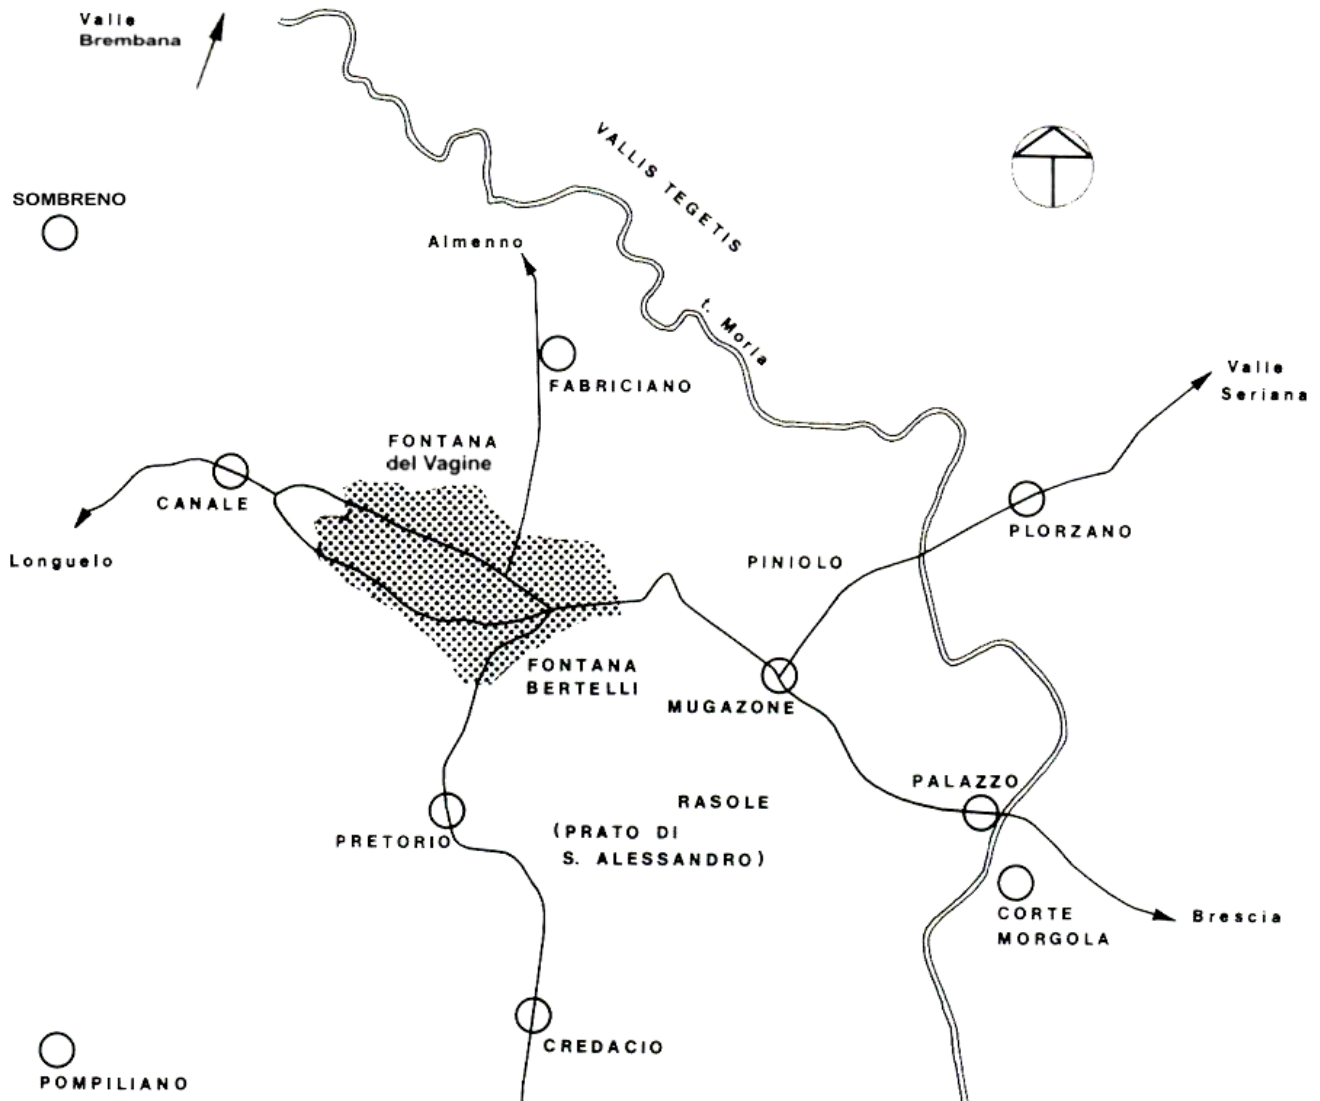 Valle
Brembana
VALLIS TEGETIS
SOMBRENO
Almenno
t. Morla
Valle
Seriana
FABRICIANO
FONTANA
del Vagine
CANALE
PLORZANO
Longuelo
PINIOLO
FONTANA
BERTELLI
MUGAZONE
PALAZZO
RASOLE
(PRATO DI
S. ALESSANDRO)
PRETORIO
CORTE
MORGOLA
Brescia
CREDACIO
POMPILIANO